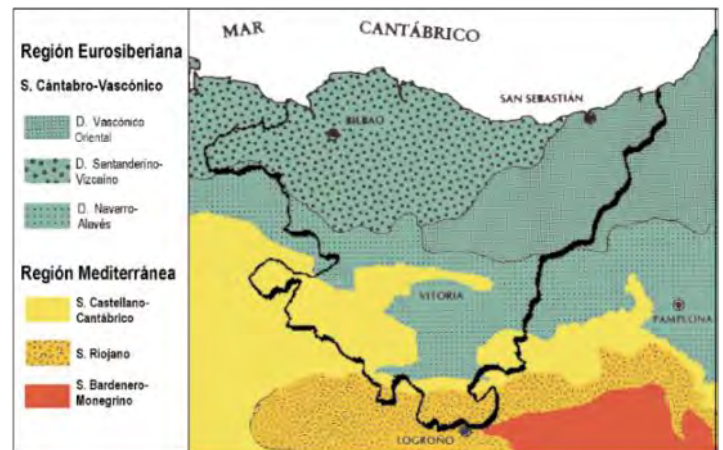 Región Eurosiberiana
S. Cántabro-Vascónico
D. Vascónico
Oriental
D. Santanderino-
Vizcaíno
D. Navarro-
Alavés
Región Mediterránea
S. Castellano-
Cantábrico
S. Riojano
S. Bardenero-
Monegrino
MAR CANTÁBRICO
SAN SEBASTIÁN
BILBAO
VITORIA
PAMPLONA
LOGROÑO